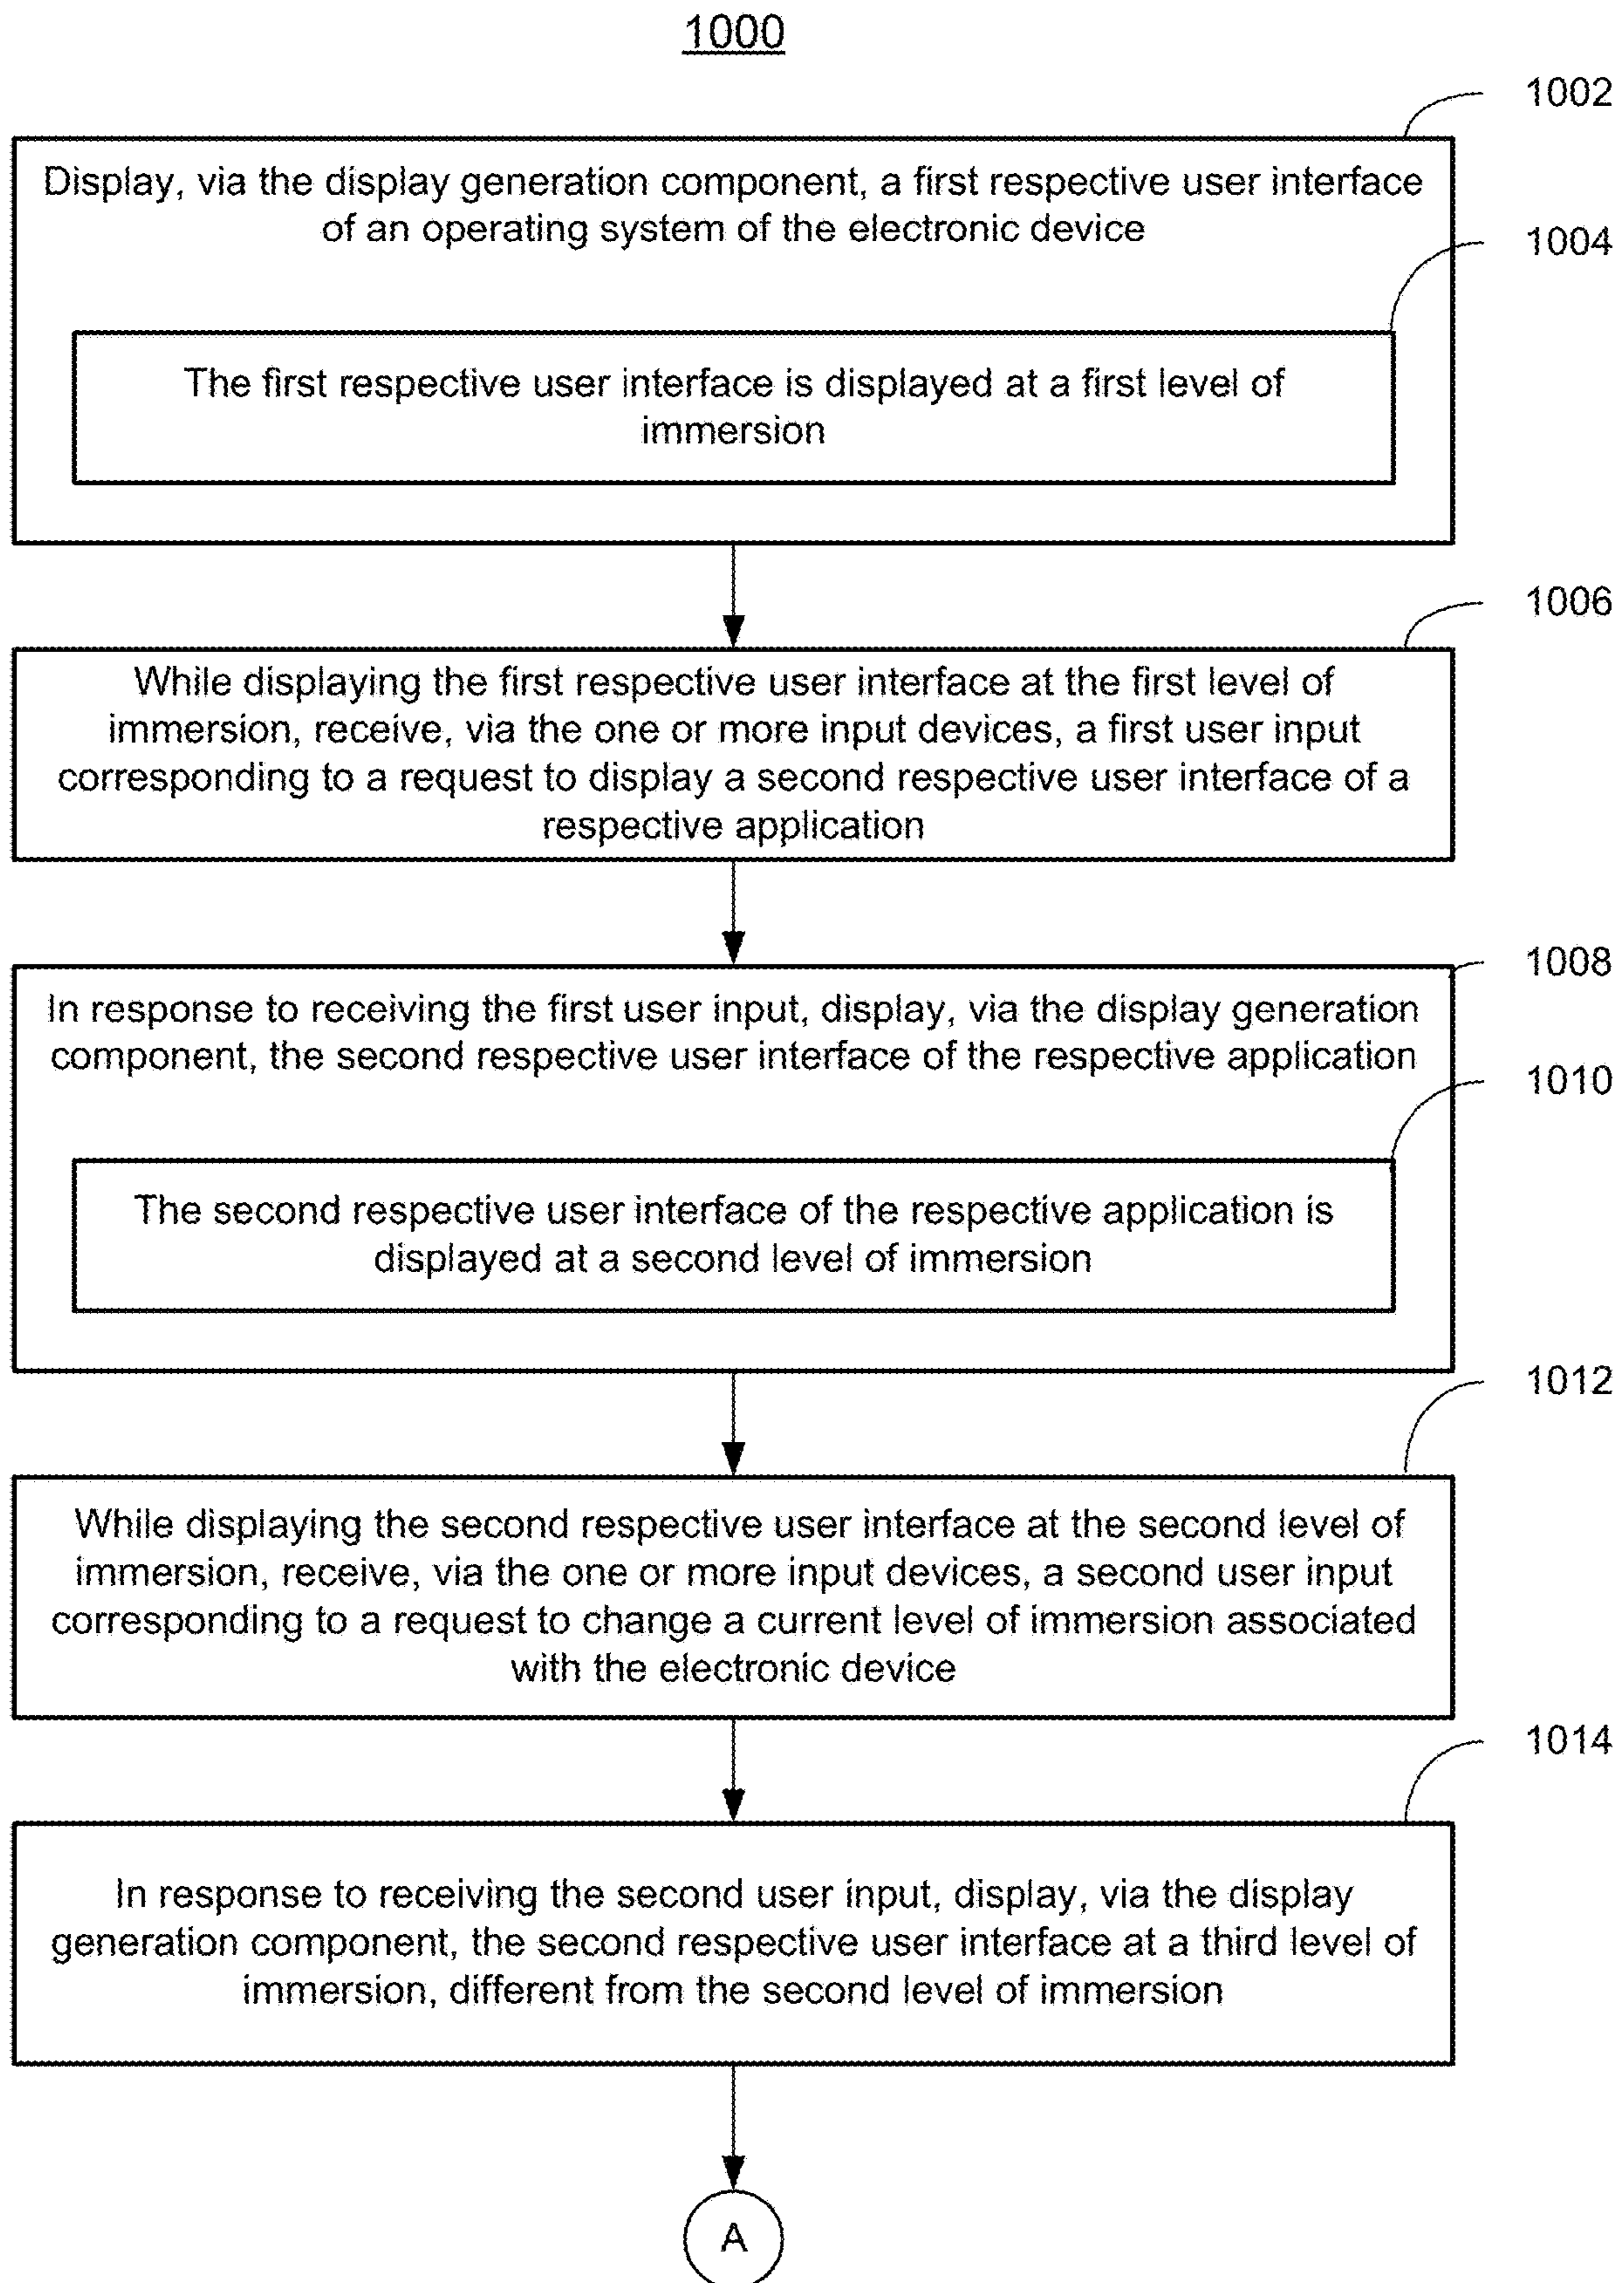 1000
1002
Display, via the display generation component, a first respective user interface
of an operating system of the electronic device
1004
The first respective user interface is displayed at a first level of
immersion
1006
While displaying the first respective user interface at the first level of
immersion, receive, via the one or more input devices, a first user input
corresponding to a request to display a second respective user interface of a
respective application
1008
In response to receiving the first user input, display, via the display generation
component, the second respective user interface of the respective application
1010
The second respective user interface of the respective application is
displayed at a second level of immersion
1012
While displaying the second respective user interface at the second level of
immersion, receive, via the one or more input devices, a second user input
corresponding to a request to change a current level of immersion associated
with the electronic device
1014
In response to receiving the second user input, display, via the display
generation component, the second respective user interface at a third level of
immersion, different from the second level of immersion
A